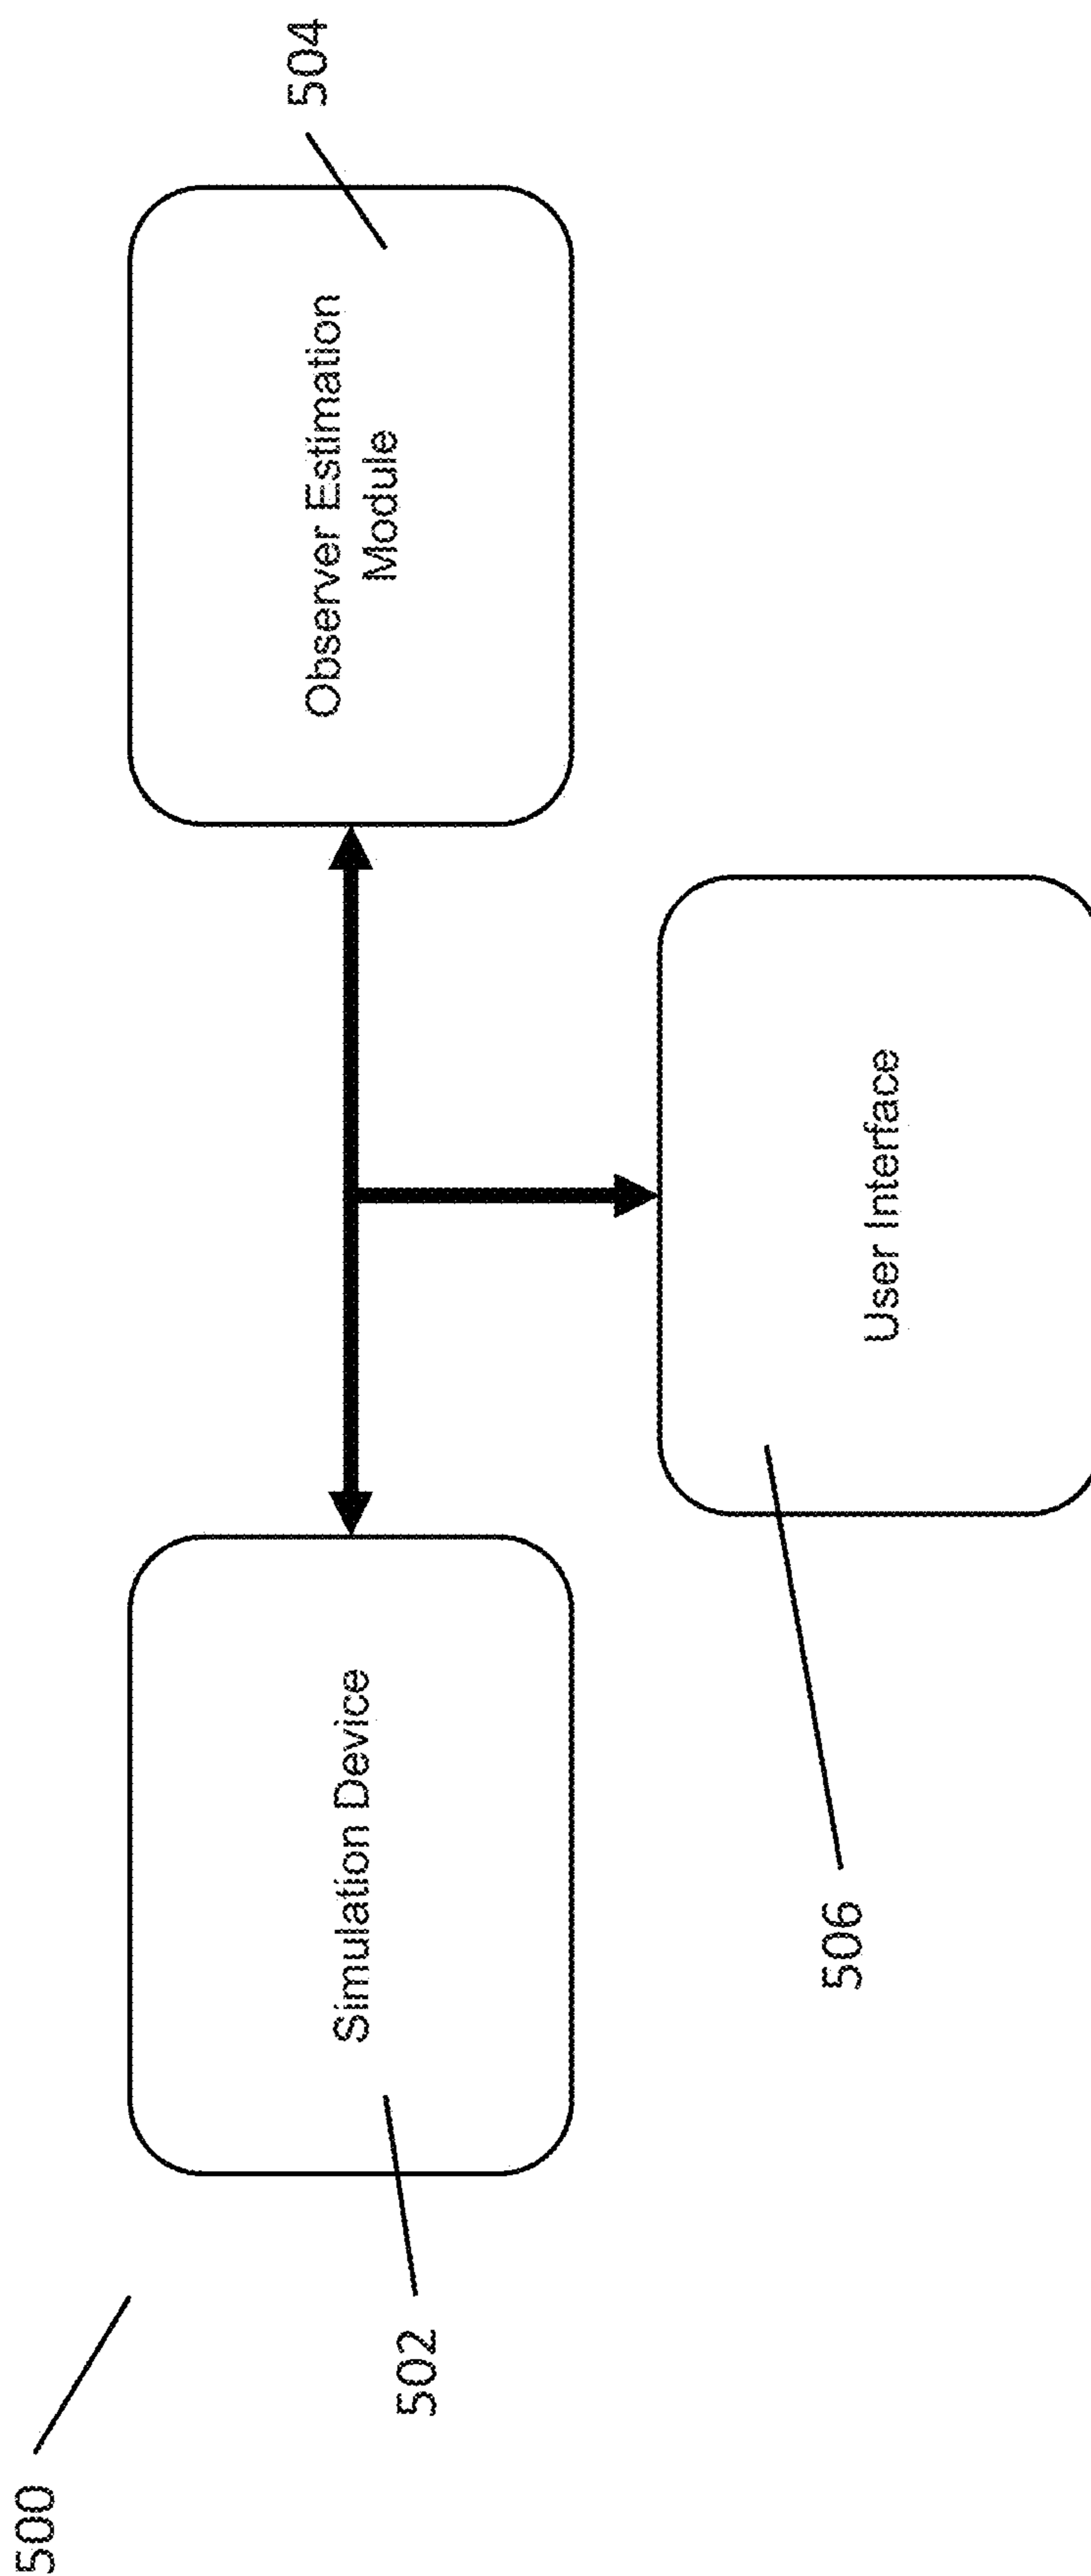 500
502
Simulation Device
504
Observer Estimation
Module
506
User Interface